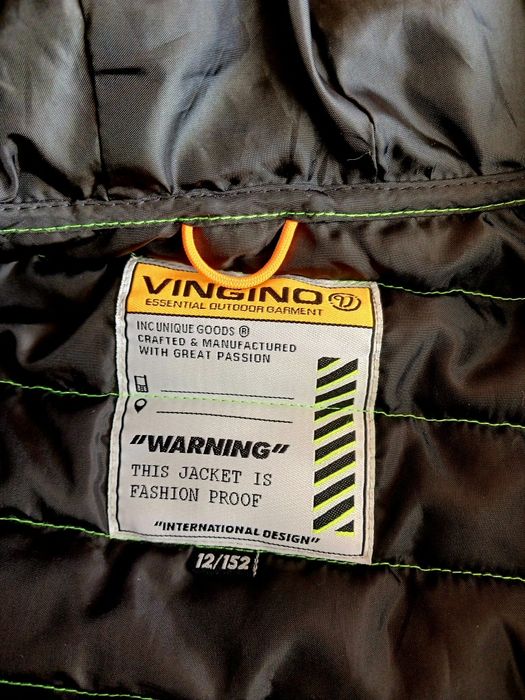 VINGINO
ESSENTIAL OUTDOOR GARMENT
INC UNIQUE GOODS ®
CRAFTED & MANUFACTURED
WITH GREAT PASSION
"WARNING"
THIS JACKET IS
FASHION PROOF
"INTERNATIONAL DESIGN"
12/152